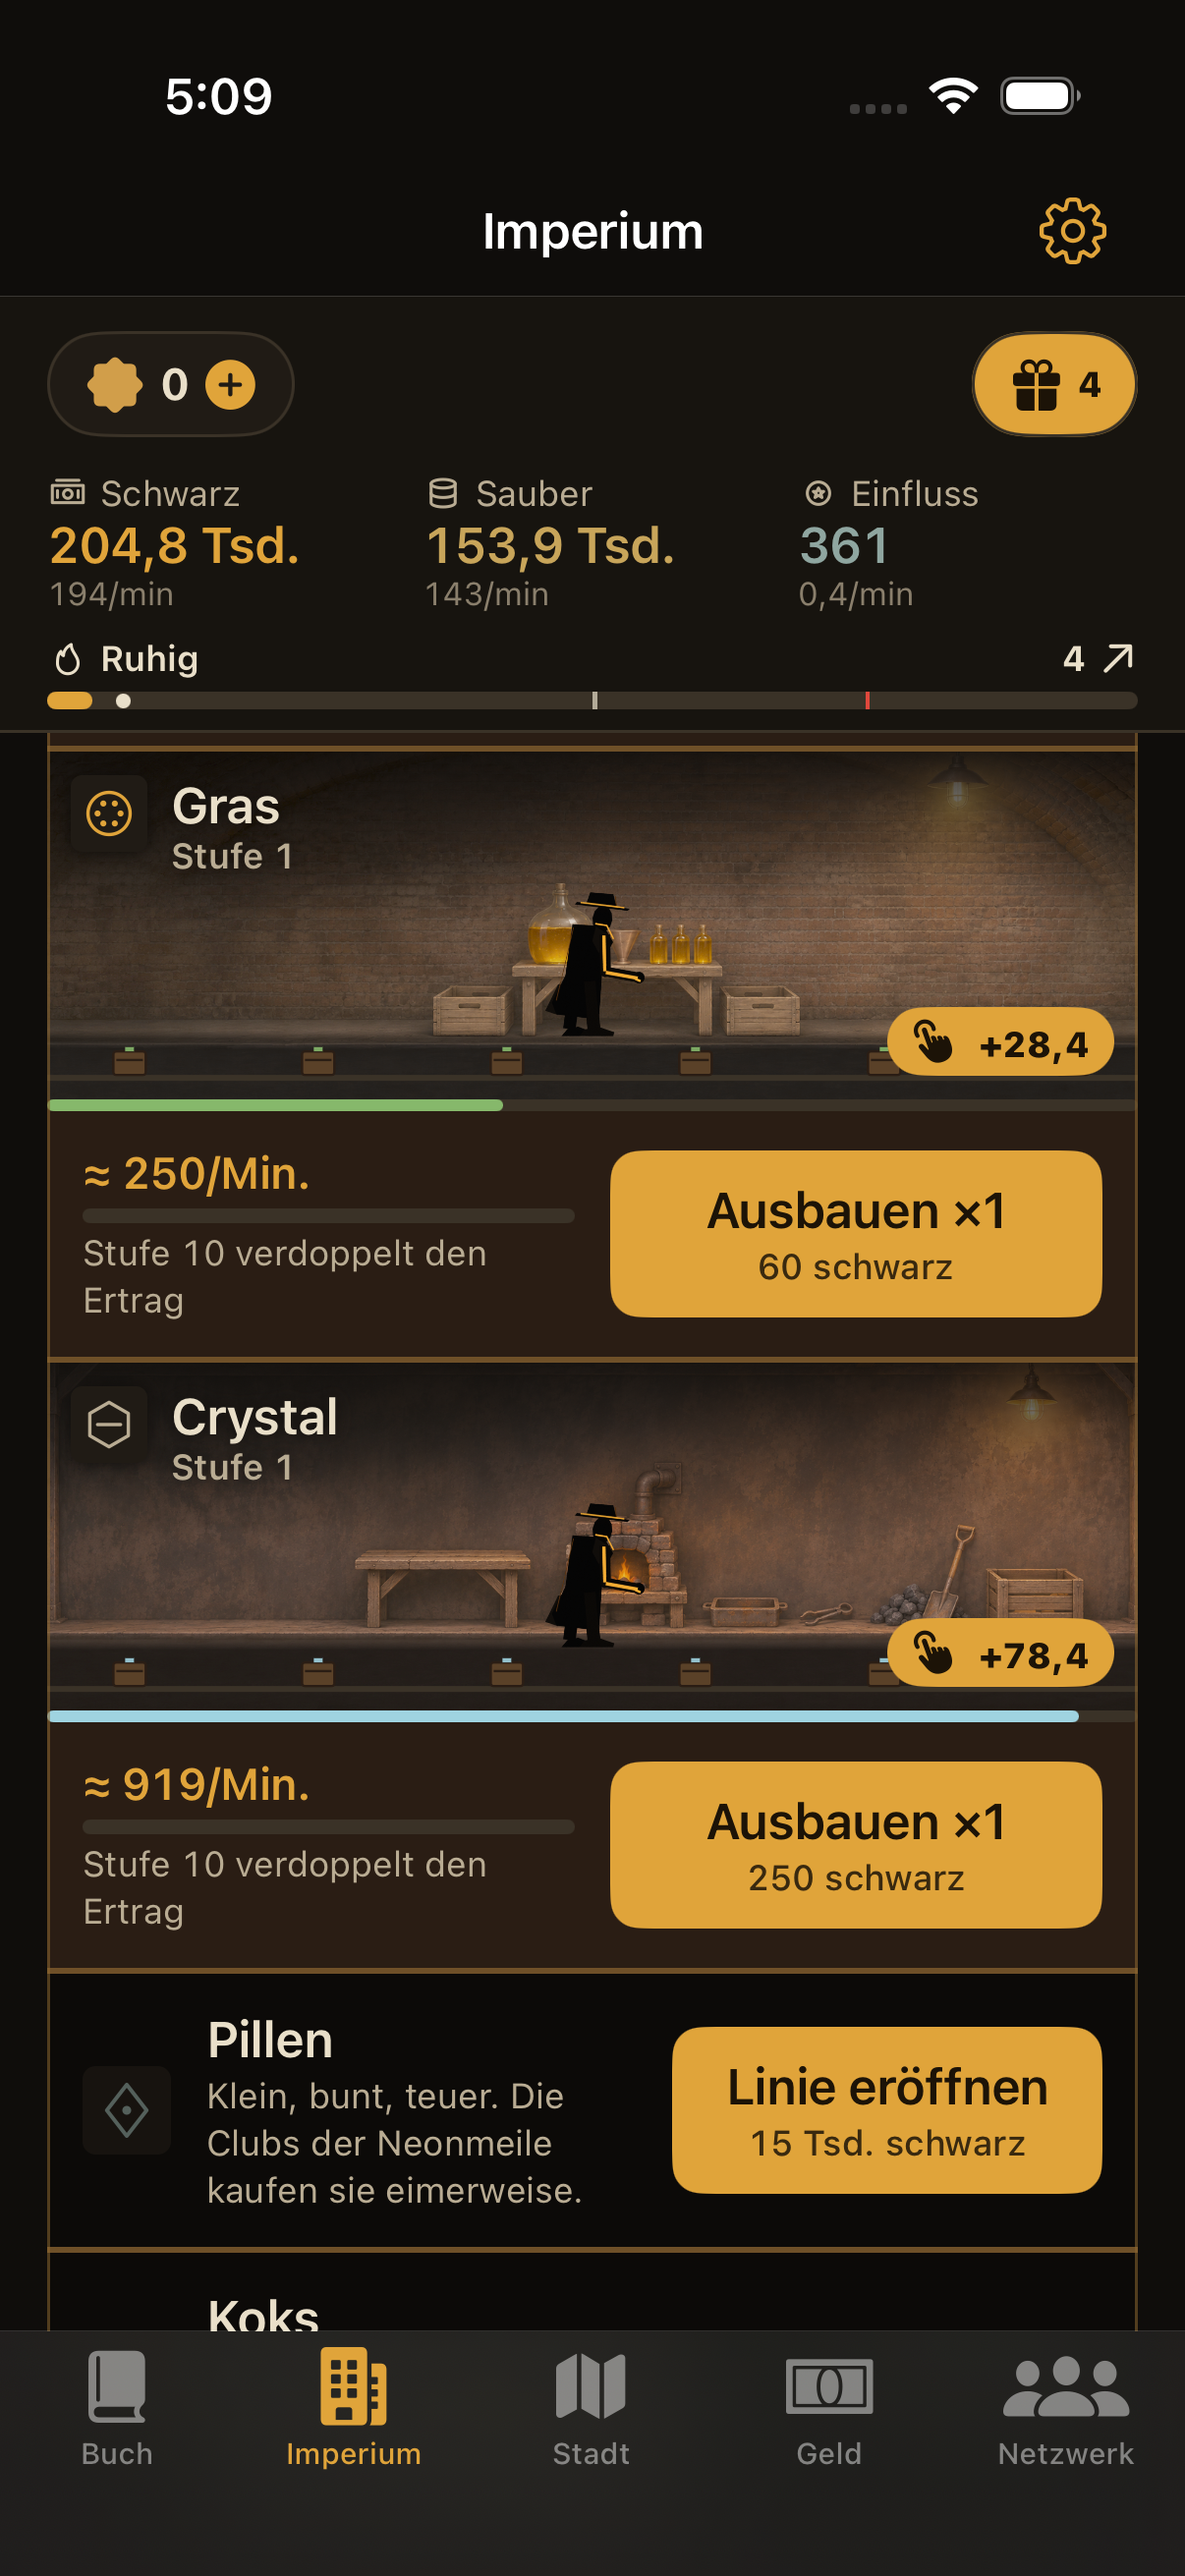 5:09
Imperium
0
4
Schwarz
Sauber
Einfluss
204,8 Tsd.
153,9 Tsd.
361
194/min
143/min
0,4/min
Ruhig
4
Gras
Stufe 1
+28,4
≈ 250/Min.
Stufe 10 verdoppelt den
Ertrag
Ausbauen ×1
60 schwarz
Crystal
Stufe 1
+78,4
≈ 919/Min.
Stufe 10 verdoppelt den
Ertrag
Ausbauen ×1
250 schwarz
Pillen
Klein, bunt, teuer. Die
Clubs der Neonmeile
kaufen sie eimerweise.
Linie eröffnen
15 Tsd. schwarz
Koks
Buch
Imperium
Stadt
Geld
Netzwerk